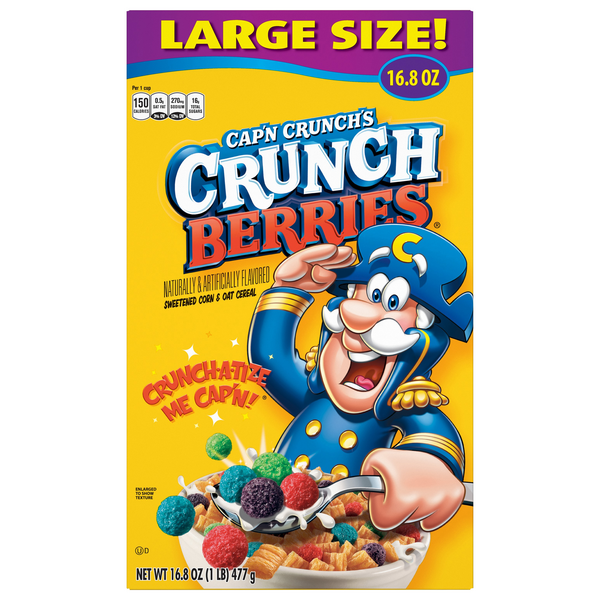 LARGE SIZE!
16.8 OZ
Per 1 cup
150 CALORIES
0.5g SAT FAT 3% DV
270mg SODIUM 12% DV
16g TOTAL SUGARS
CAP'N CRUNCH'S
CRUNCH
BERRIES®
NATURALLY & ARTIFICIALLY FLAVORED
SWEETENED CORN & OAT CEREAL
C
CRUNCH-A-TIZE
ME CAP'N!®
ENLARGED
TO SHOW
TEXTURE
U D
NET WT 16.8 OZ (1 LB) 477 g